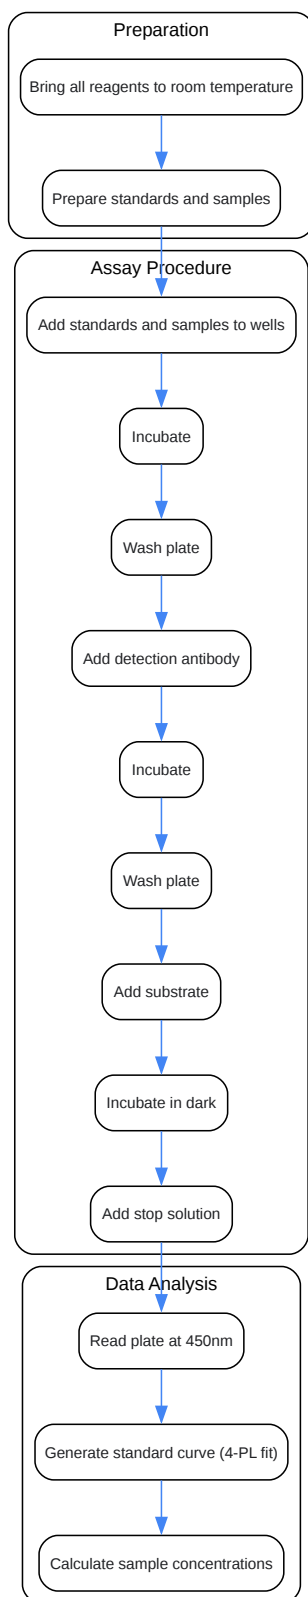 Preparation
Bring all reagents to room temperature
Prepare standards and samples
Assay Procedure
Add standards and samples to wells
Incubate
Wash plate
Add detection antibody
Incubate
Wash plate
Add substrate
Incubate in dark
Add stop solution
Data Analysis
Read plate at 450nm
Generate standard curve (4-PL fit)
Calculate sample concentrations